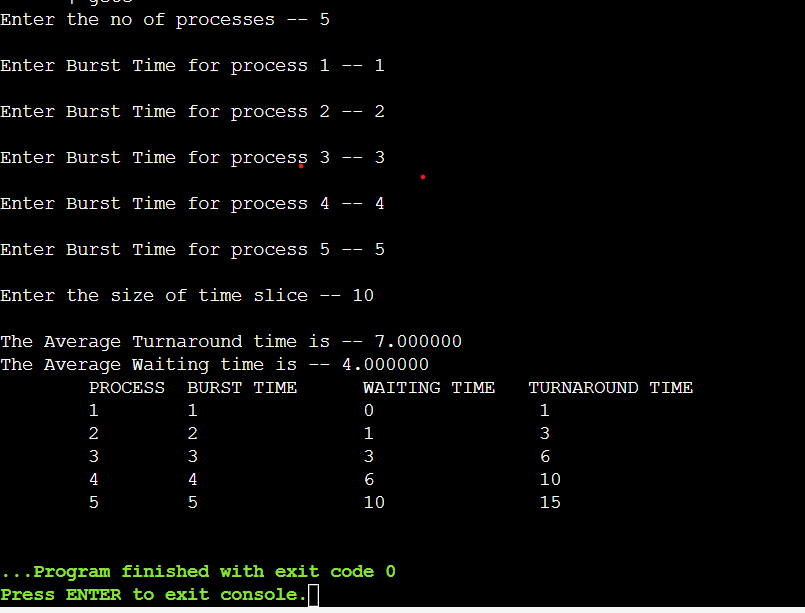 Enter the no of processes -- 5
Enter Burst Time for process 1 -- 1
Enter Burst Time for process 2 -- 2
Enter Burst Time for process 3 -- 3
Enter Burst Time for process 4 -- 4
Enter Burst Time for process 5 -- 5
Enter the size of time slice -- 10
The Average Turnaround time is -- 7.000000
The Average Waiting time is -- 4.000000
PROCESS BURST TIME WAITING TIME TURNAROUND TIME
1 1 0 1
2 2 1 3
3 3 3 6
4 4 6 10
5 5 10 15
...Program finished with exit code 0
Press ENTER to exit console.